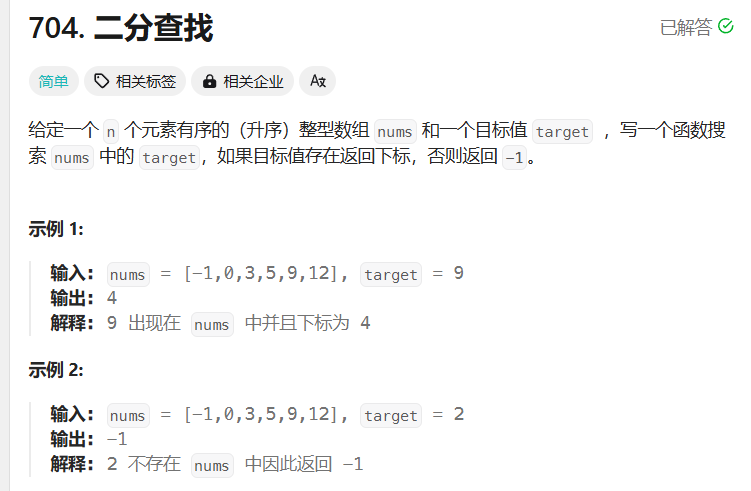 704. 二分查找
已解答
简单 相关标签 相关企业
给定一个 n 个元素有序的（升序）整型数组 nums 和一个目标值 target ，写一个函数搜
索 nums 中的 target，如果目标值存在返回下标，否则返回 -1。
示例 1:
输入: nums = [-1,0,3,5,9,12], target = 9
输出: 4
解释: 9 出现在 nums 中并且下标为 4
示例 2:
输入: nums = [-1,0,3,5,9,12], target = 2
输出: -1
解释: 2 不存在 nums 中因此返回 -1